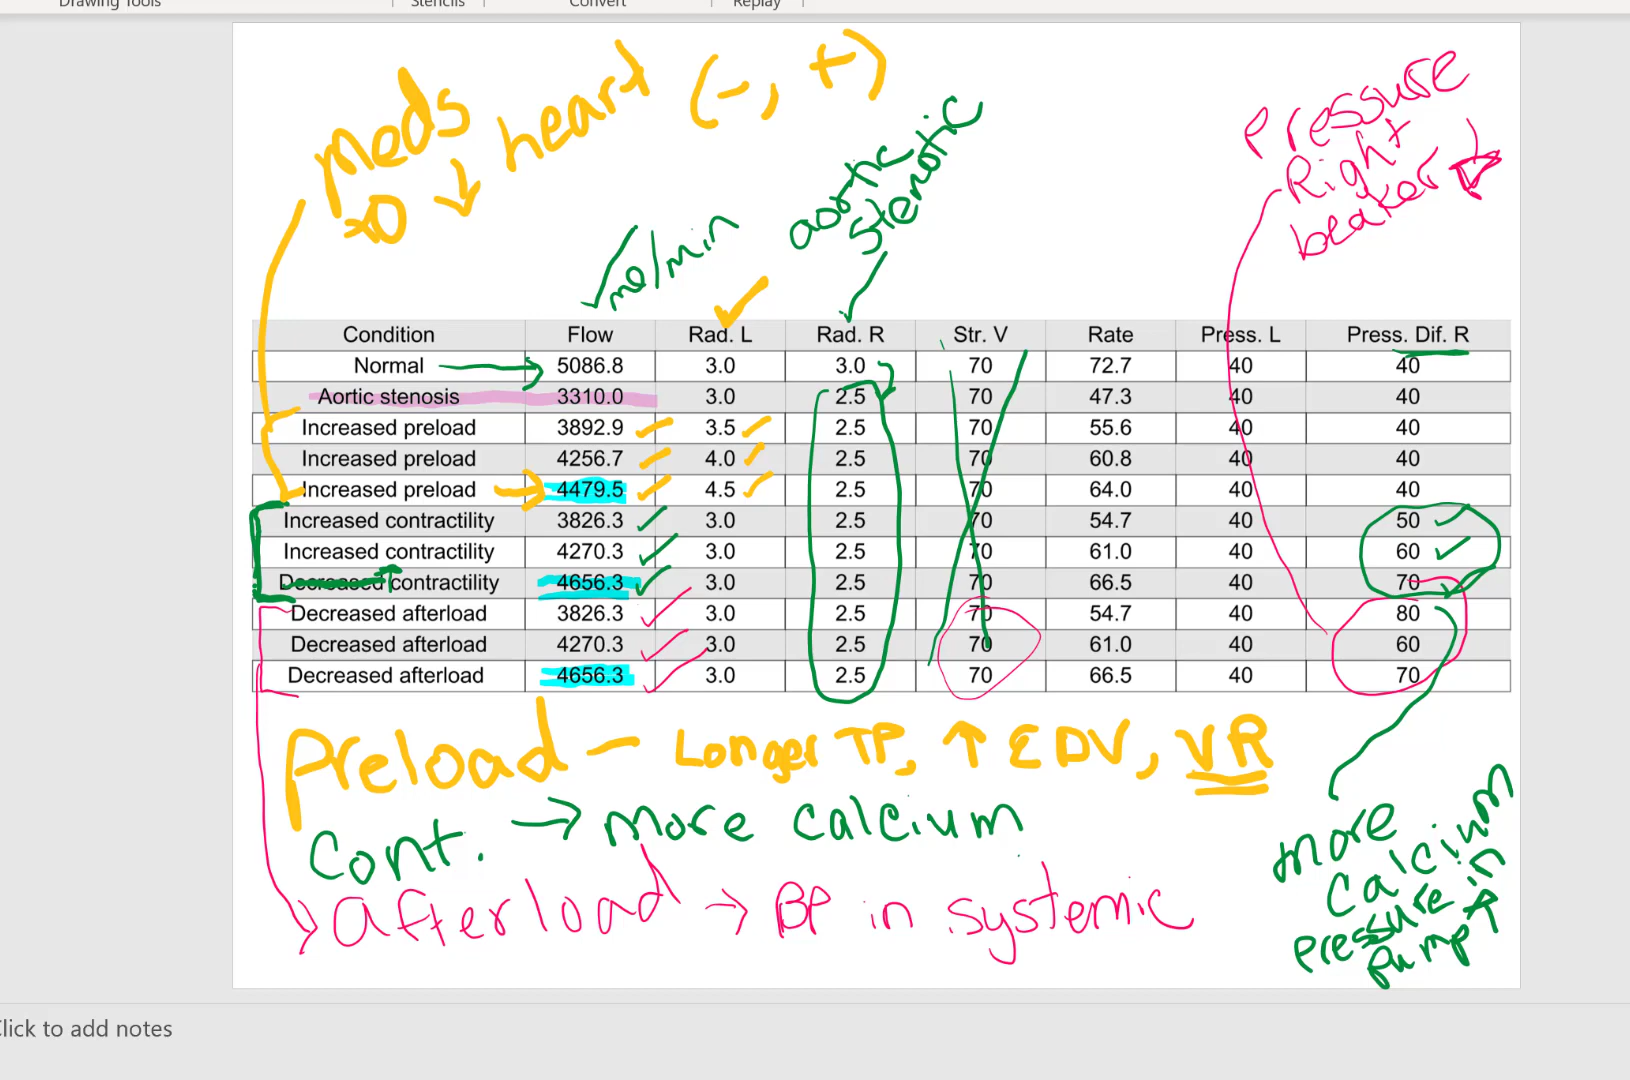 Drawing Tools Stencils Convert Replay
meds ↓ heart (-, +)
aortic
stenotic
Pressure
Right
beaker ↓
ml/min
Condition Flow Rad. L Rad. R Str. V Rate Press. L Press. Dif. R
Normal 5086.8 3.0 3.0 70 72.7 40 40
Aortic stenosis 3310.0 3.0 2.5 70 47.3 40 40
Increased preload 3892.9 3.5 2.5 70 55.6 40 40
Increased preload 4256.7 4.0 2.5 70 60.8 40 40
Increased preload 4479.5 4.5 2.5 70 64.0 40 40
Increased contractility 3826.3 3.0 2.5 70 54.7 40 50
Increased contractility 4270.3 3.0 2.5 70 61.0 40 60
Decreased ↑ contractility 4656.3 3.0 2.5 70 66.5 40 70
Decreased afterload 3826.3 3.0 2.5 70 54.7 40 80
Decreased afterload 4270.3 3.0 2.5 70 61.0 40 60
Decreased afterload 4656.3 3.0 2.5 70 66.5 40 70
Preload - Longer TP, ↑ EDV, VR
Cont. → more calcium
afterload → BP in systemic
more
calcium
pressure in
pump ↑
Click to add notes